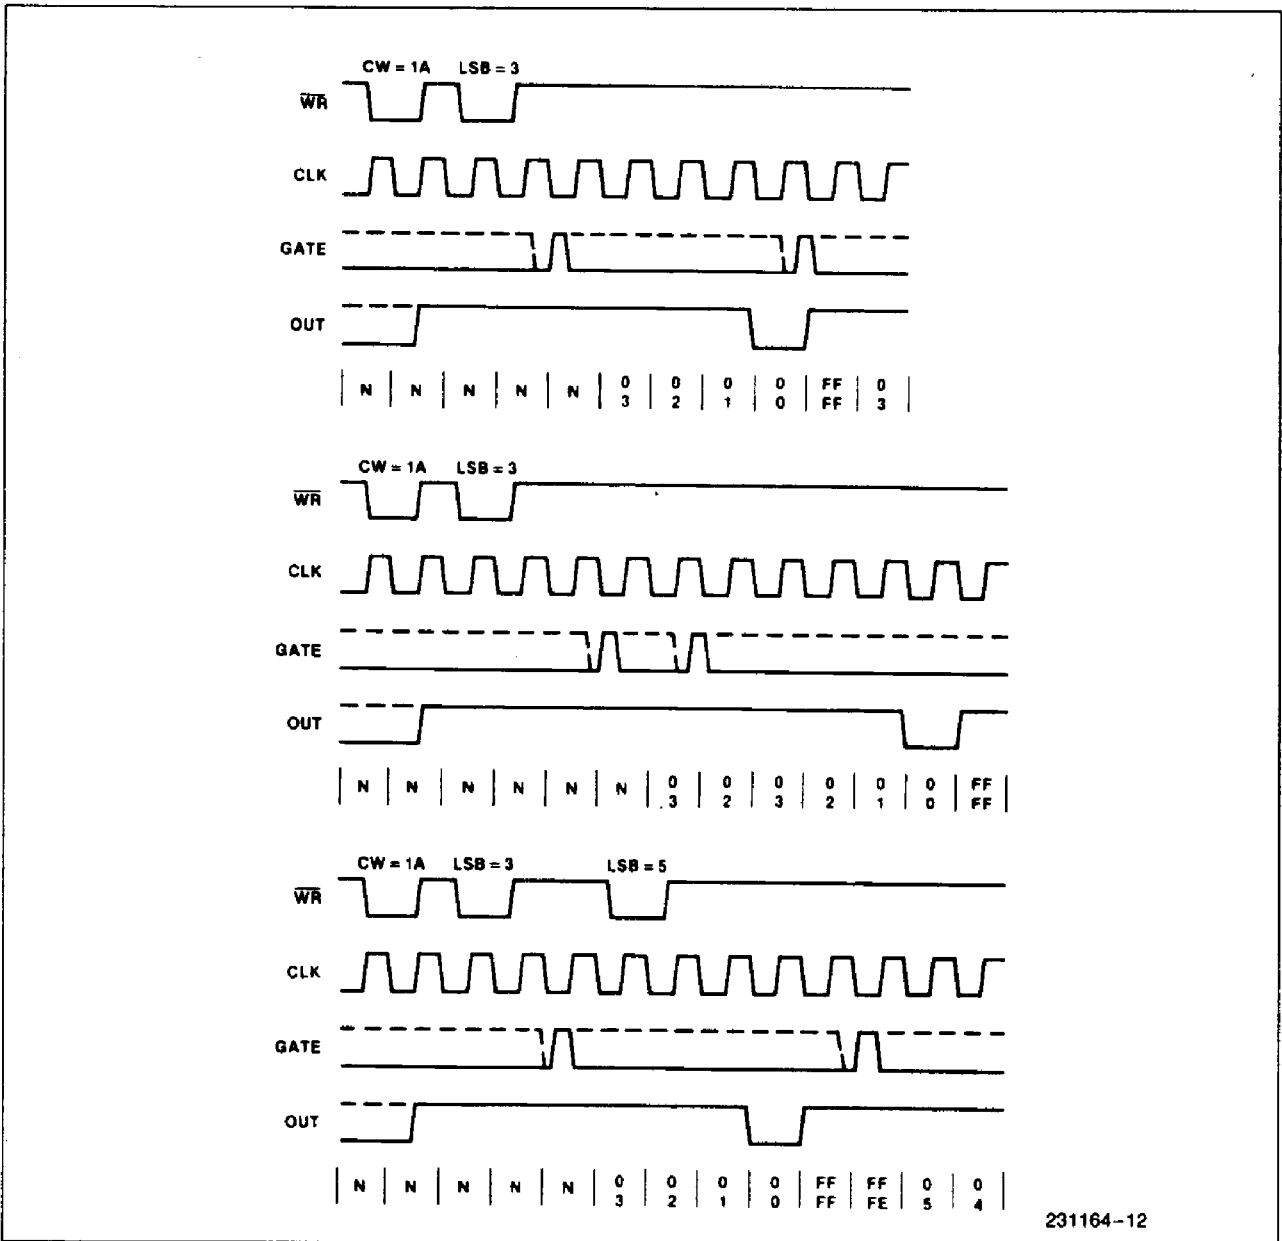 CW = 1A LSB = 3
WR
CLK
GATE
OUT
N N N N N 0 0 0 0 FF 0
3 2 1 0 FF 3
CW = 1A LSB = 3
WR
CLK
GATE
OUT
N N N N N N 0 0 0 0 0 0 FF
3 2 3 2 1 0 FF
CW = 1A LSB = 3 LSB = 5
WR
CLK
GATE
OUT
N N N N N 0 0 0 0 FF FF 0 0
3 2 1 0 FF FE 5 4
231164-12